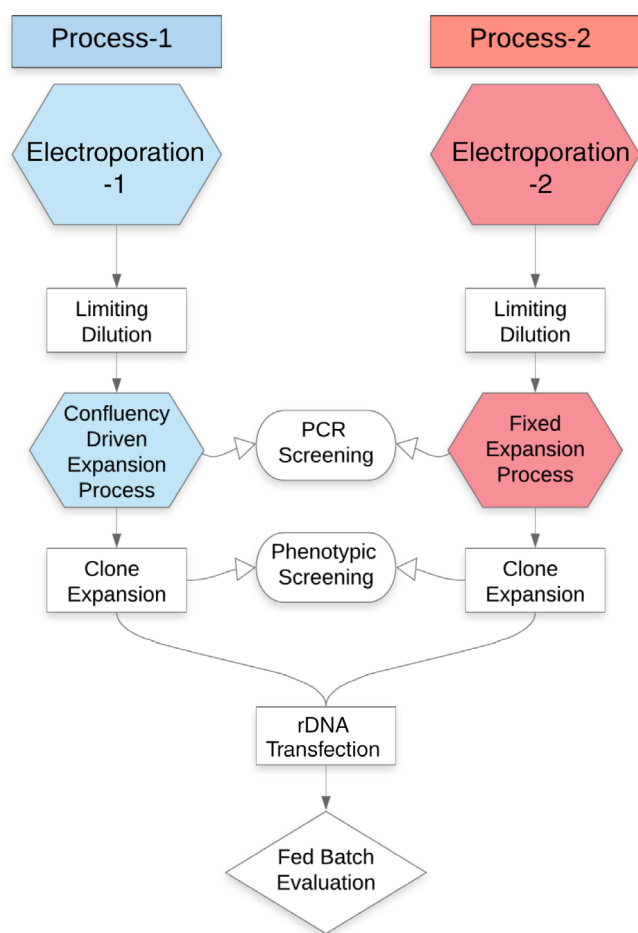 Process-1
Process-2
Electroporation
-1
Electroporation
-2
Limiting
Dilution
Limiting
Dilution
Confluency
Driven
Expansion
Process
PCR
Screening
Fixed
Expansion
Process
Clone
Expansion
Phenotypic
Screening
Clone
Expansion
rDNA
Transfection
Fed Batch
Evaluation